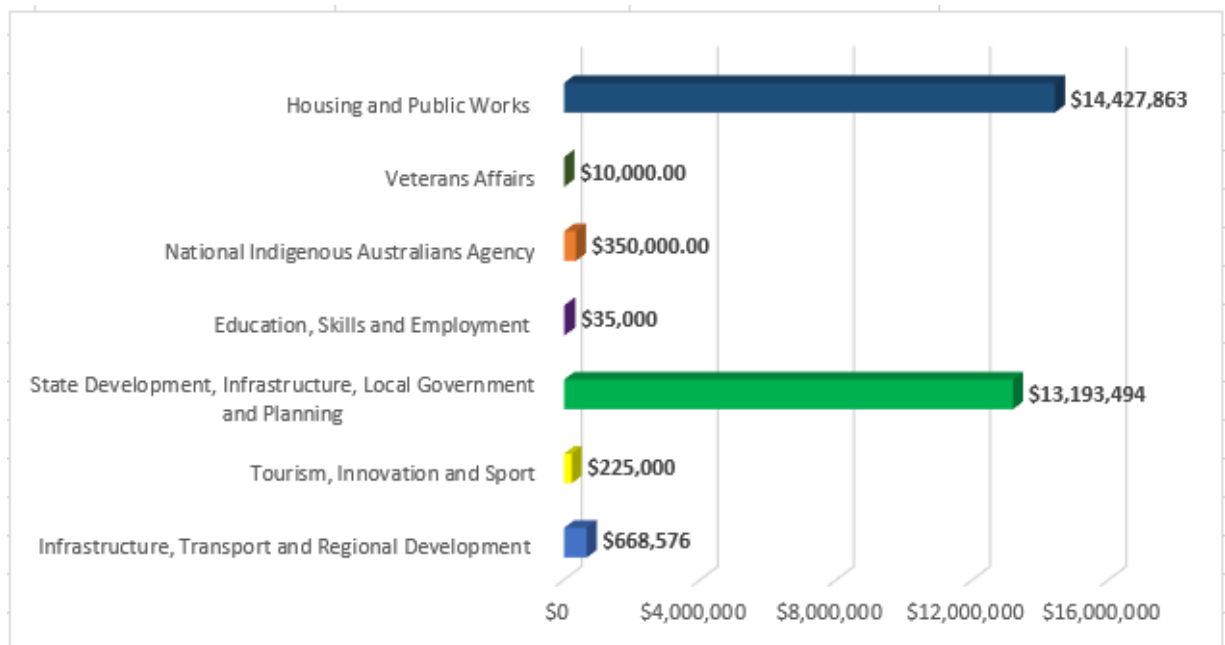 Housing and Public Works
$14,427,863
Veterans Affairs
$10,000.00
National Indigenous Australians Agency
$350,000.00
Education, Skills and Employment
$35,000
State Development, Infrastructure, Local Government
and Planning
$13,193,494
Tourism, Innovation and Sport
$225,000
Infrastructure, Transport and Regional Development
$668,576
$0 $4,000,000 $8,000,000 $12,000,000 $16,000,000